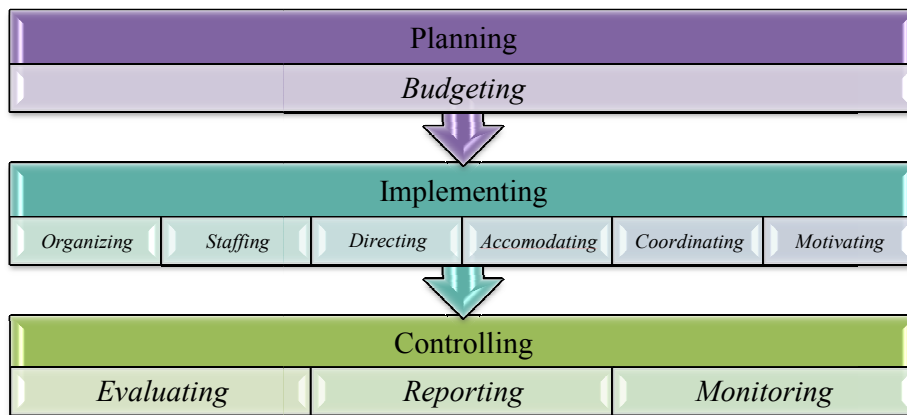 Planning
Budgeting
Implementing
Organizing Staffing Directing Accomodating Coordinating Motivating
Controlling
Evaluating Reporting Monitoring